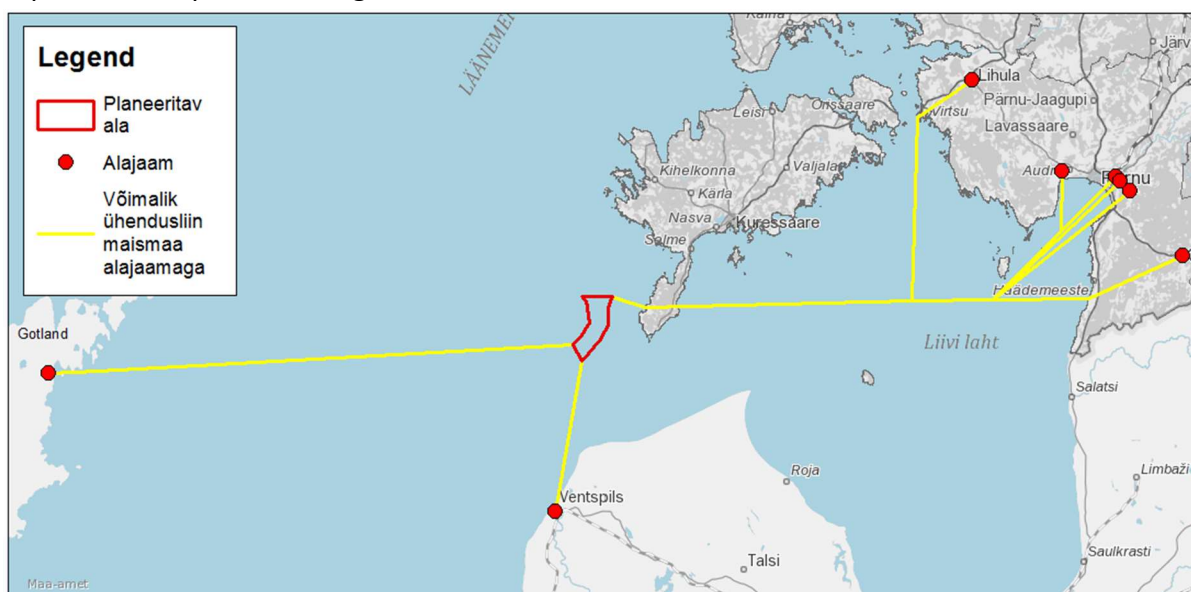 Legend
Planeeritav
ala
Alajaam
Võimalik
ühendusliin
maismaa
alajaamaga
LÄÄNEMERI
Lihula
Järv
Pärnu-Jaagupi
Virtsu
Orissaare
Leisi
Lavassaare
Valjala
Kihelkonna
Audru
Pärnu
Kärla
Nasva
Kuressaare
Salme
Häädemeeste
Gotland
Liivi laht
Salatsi
Roja
Limbaži
Ventspils
Talsi
Saulkrasti
Maa-amet